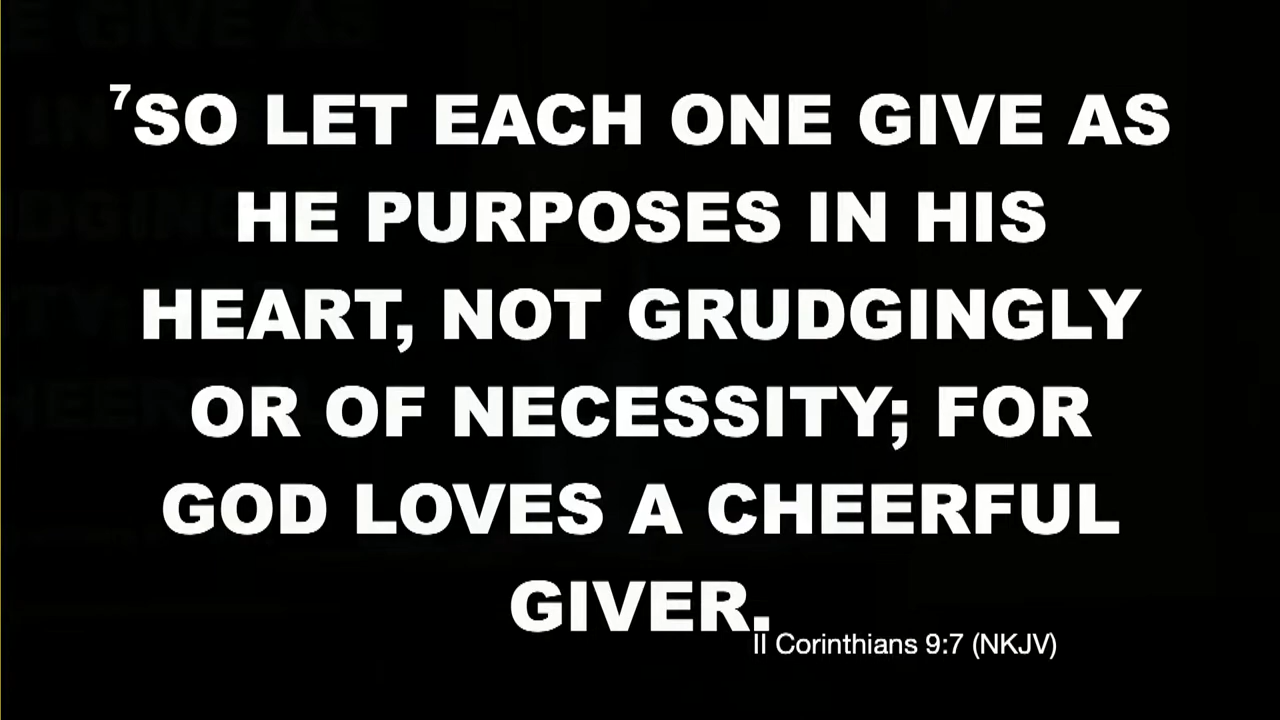 ⁷SO LET EACH ONE GIVE AS
HE PURPOSES IN HIS
HEART, NOT GRUDGINGLY
OR OF NECESSITY; FOR
GOD LOVES A CHEERFUL
GIVER.
II Corinthians 9:7 (NKJV)